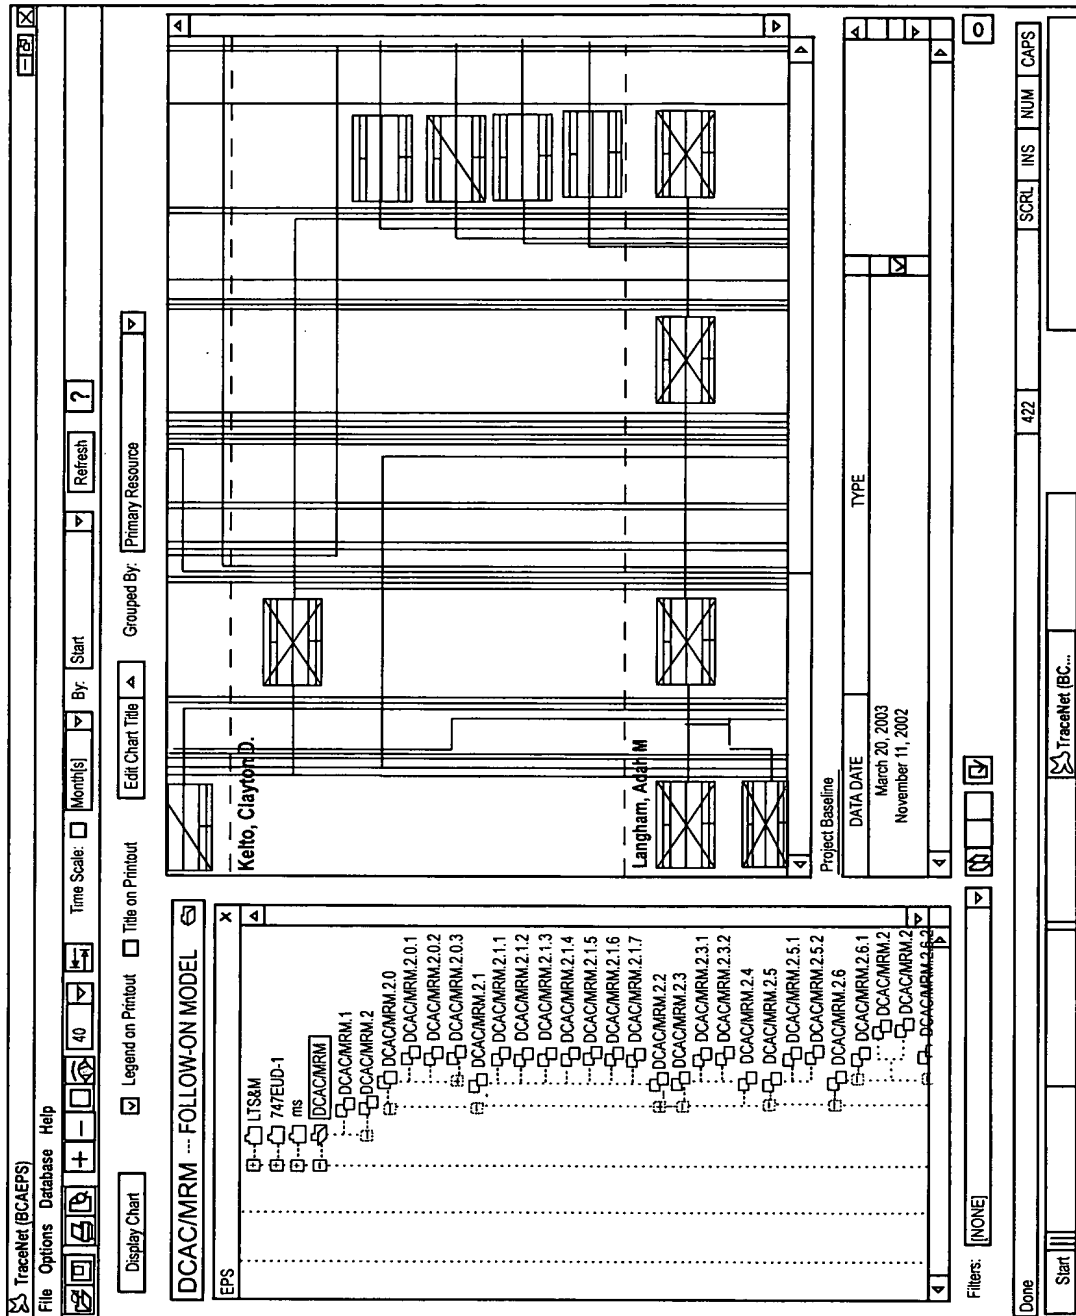 TraceNet (BCAEPS)
File Options Database Help
40
Time Scale: Month[s] By: Start Refresh ?
Display Chart Legend on Printout Title on Printout Edit Chart Title Grouped By: Primary Resource
DCAC/MRM --- FOLLOW-ON MODEL
EPS X
LTS&M
747EUD-1
ms
DCAC/MRM
DCAC/MRM.1
DCAC/MRM.2
DCAC/MRM.2.0
DCAC/MRM.2.0.1
DCAC/MRM.2.0.2
DCAC/MRM.2.0.3
DCAC/MRM.2.1
DCAC/MRM.2.1.1
DCAC/MRM.2.1.2
DCAC/MRM.2.1.3
DCAC/MRM.2.1.4
DCAC/MRM.2.1.5
DCAC/MRM.2.1.6
DCAC/MRM.2.1.7
DCAC/MRM.2.2
DCAC/MRM.2.3
DCAC/MRM.2.3.1
DCAC/MRM.2.3.2
DCAC/MRM.2.4
DCAC/MRM.2.5
DCAC/MRM.2.5.1
DCAC/MRM.2.5.2
DCAC/MRM.2.6
DCAC/MRM.2.6.1
DCAC/MRM.2
DCAC/MRM.2
DCAC/MRM.2.6.2
Filters: [NONE]
Kelto, Clayton D.
Langham, Adah M
Project Baseline
DATA DATE TYPE
March 20, 2003
November 11, 2002
0
Done 422 SCRL INS NUM CAPS
Start TraceNet (BC...